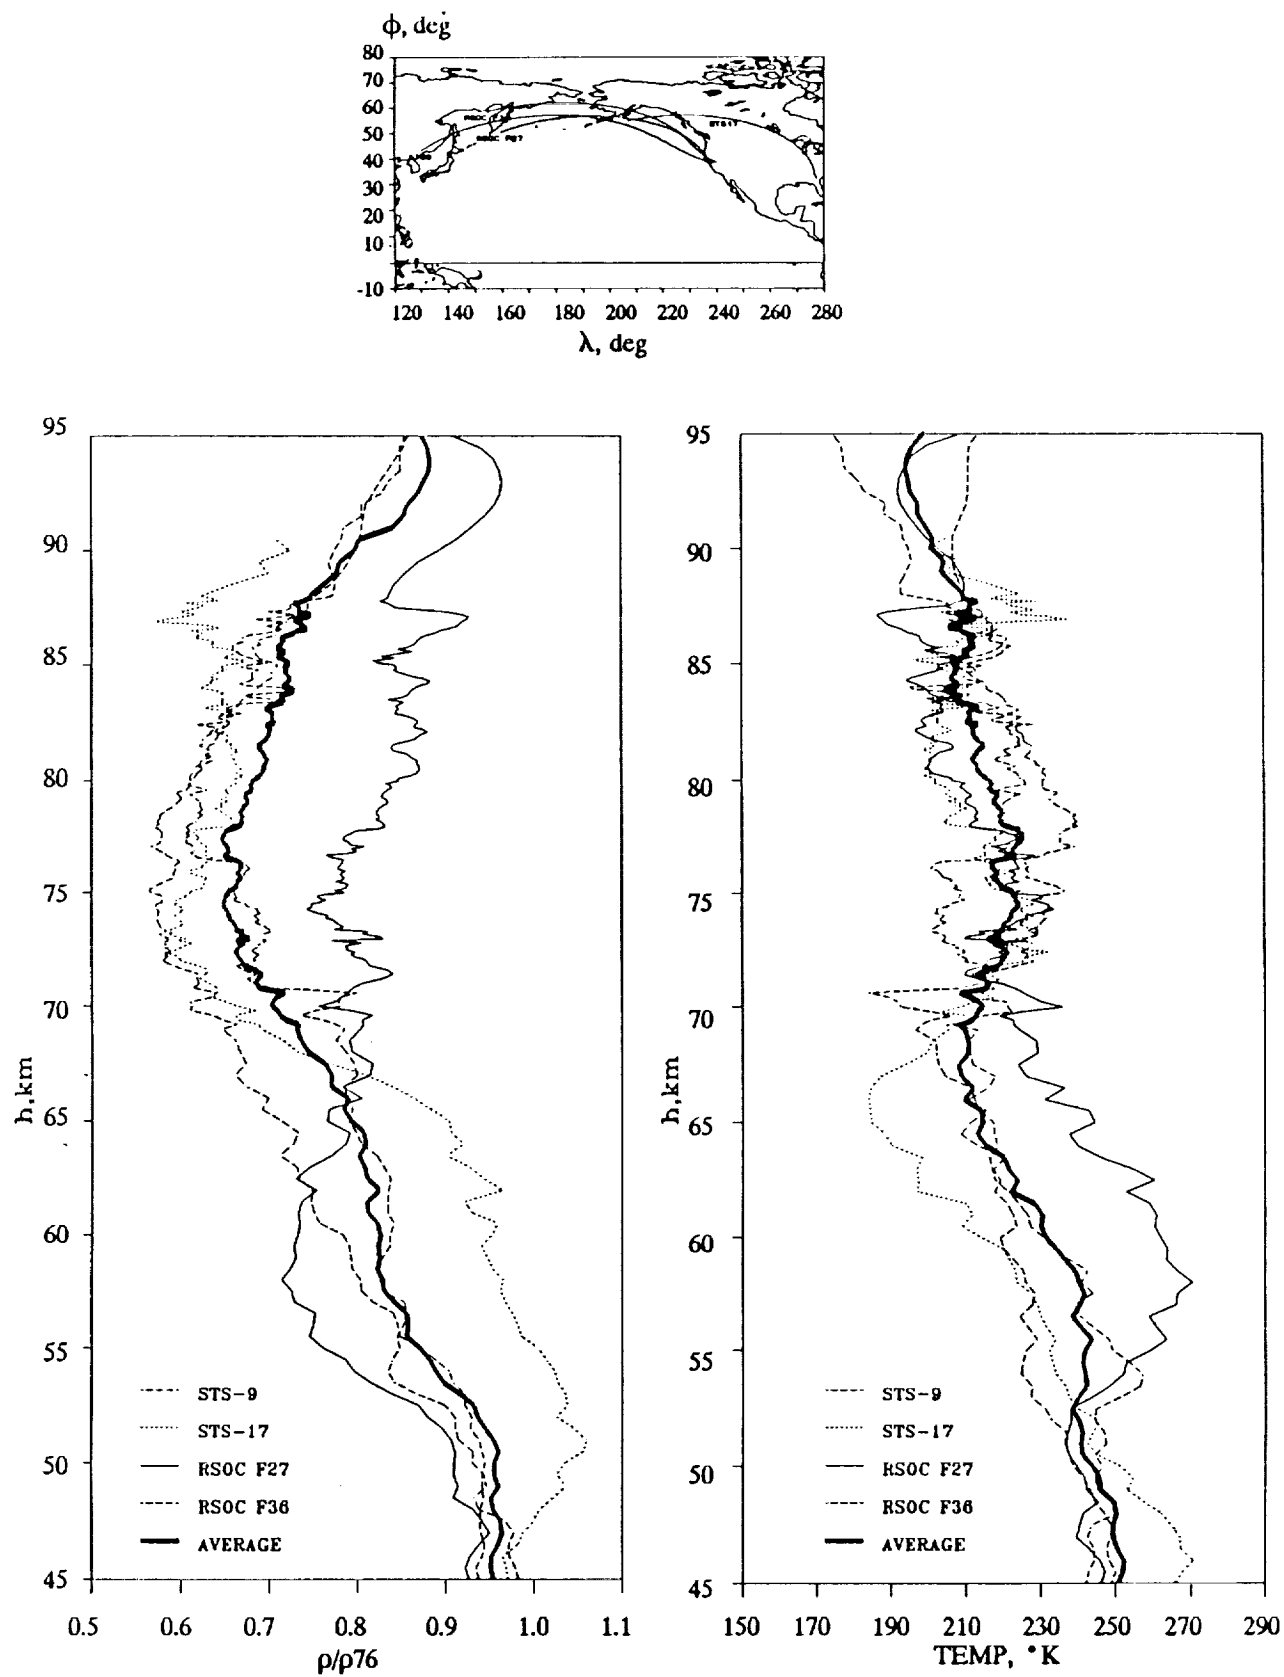 ϕ, deg
80
70
60
50
40
30
20
10
-10
RSOC F27
STS17
120 140 160 180 200 220 240 260 280
λ, deg
95
90
85
80
75
70
65
60
55
50
45
h,km
STS-9
STS-17
RSOC F27
RSOC F36
AVERAGE
0.5 0.6 0.7 0.8 0.9 1.0 1.1
ρ/ρ76
95
90
85
80
75
70
65
60
55
50
45
h,km
STS-9
STS-17
RSOC F27
RSOC F36
AVERAGE
150 170 190 210 230 250 270 290
TEMP, °K